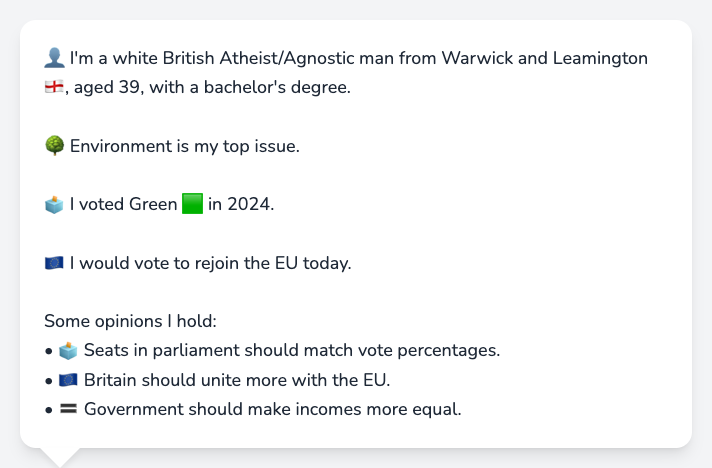 👤 I'm a white British Atheist/Agnostic man from Warwick and Leamington
🏴󠁧󠁢󠁥󠁮󠁧󠁿, aged 39, with a bachelor's degree.
🌳 Environment is my top issue.
🗳️ I voted Green 🟩 in 2024.
🇪🇺 I would vote to rejoin the EU today.
Some opinions I hold:
• 🗳️ Seats in parliament should match vote percentages.
• 🇪🇺 Britain should unite more with the EU.
• 🟰 Government should make incomes more equal.